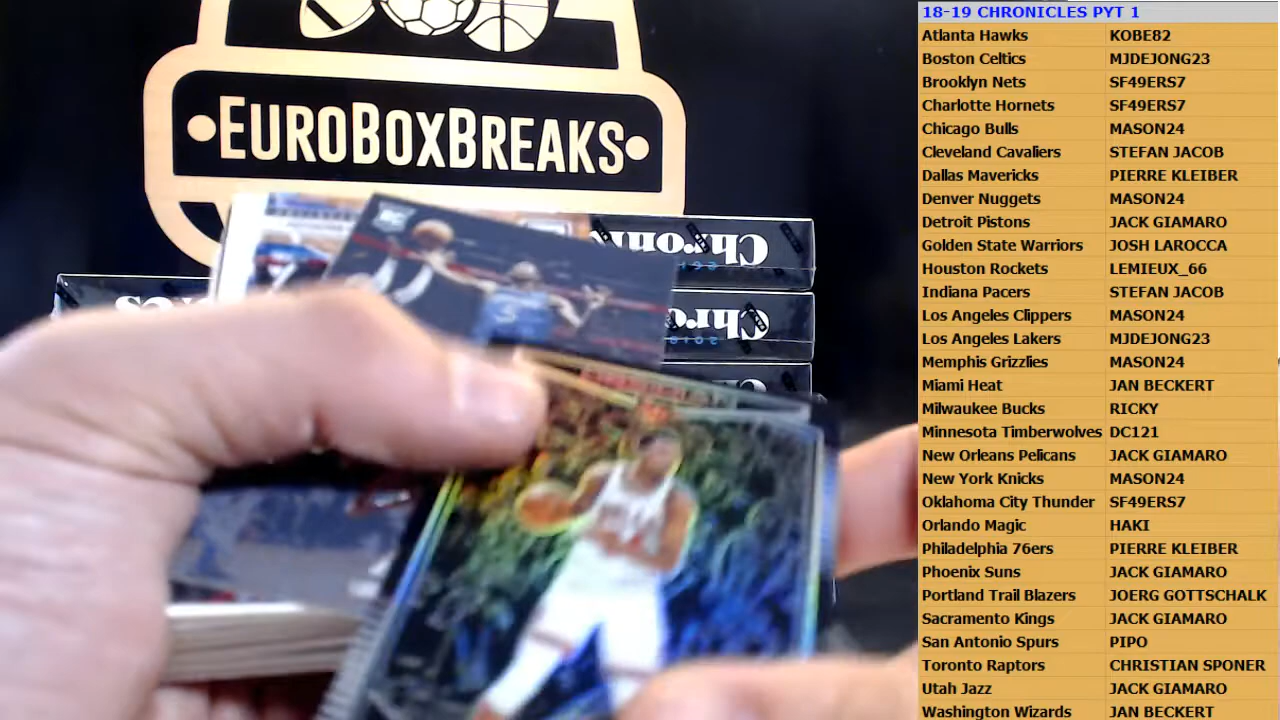 EUROBOXBREAKS
Chronicles
RC
18-19 CHRONICLES PYT 1
Atlanta Hawks KOBE82
Boston Celtics MJDEJONG23
Brooklyn Nets SF49ERS7
Charlotte Hornets SF49ERS7
Chicago Bulls MASON24
Cleveland Cavaliers STEFAN JACOB
Dallas Mavericks PIERRE KLEIBER
Denver Nuggets MASON24
Detroit Pistons JACK GIAMARO
Golden State Warriors JOSH LAROCCA
Houston Rockets LEMIEUX_66
Indiana Pacers STEFAN JACOB
Los Angeles Clippers MASON24
Los Angeles Lakers MJDEJONG23
Memphis Grizzlies MASON24
Miami Heat JAN BECKERT
Milwaukee Bucks RICKY
Minnesota Timberwolves DC121
New Orleans Pelicans JACK GIAMARO
New York Knicks MASON24
Oklahoma City Thunder SF49ERS7
Orlando Magic HAKI
Philadelphia 76ers PIERRE KLEIBER
Phoenix Suns JACK GIAMARO
Portland Trail Blazers JOERG GOTTSCHALK
Sacramento Kings JACK GIAMARO
San Antonio Spurs PIPO
Toronto Raptors CHRISTIAN SPONER
Utah Jazz JACK GIAMARO
Washington Wizards JAN BECKERT